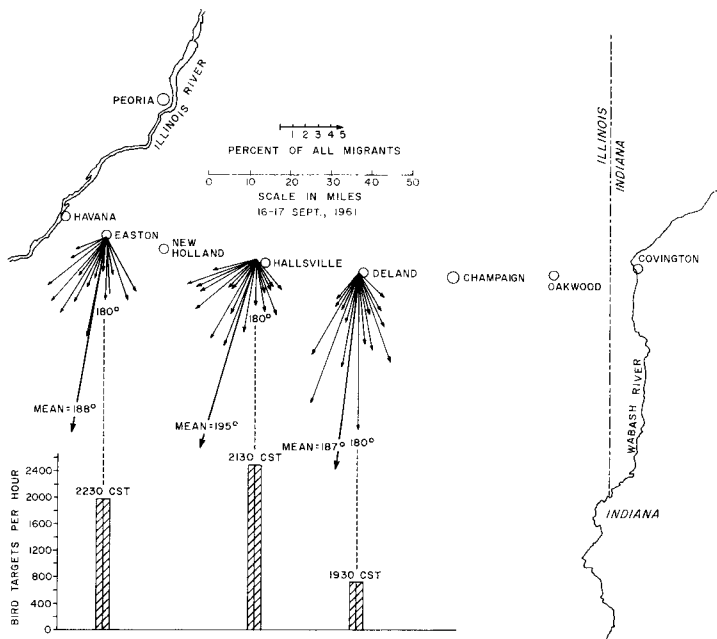 PEORIA
ILLINOIS RIVER
1 2 3 4 5
PERCENT OF ALL MIGRANTS
0 10 20 30 40 50
SCALE IN MILES
16-17 SEPT., 1961
ILLINOIS
INDIANA
HAVANA
EASTON
NEW
HOLLAND
HALLSVILLE
DELAND
CHAMPAIGN
OAKWOOD
COVINGTON
180°
180°
WABASH RIVER
MEAN=188°
MEAN=195°
MEAN=187°
180°
2230 CST
2130 CST
1930 CST
INDIANA
BIRD TARGETS PER HOUR
2400
2000
1600
1200
800
400
0